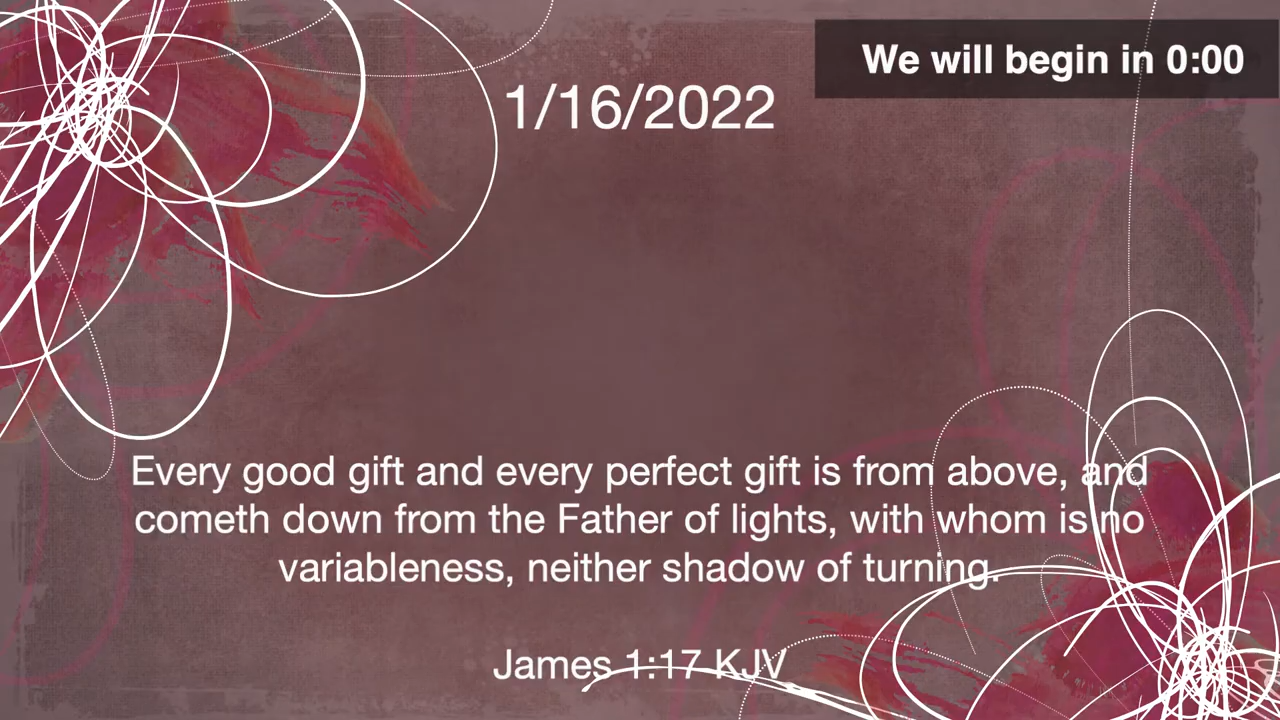 We will begin in 0:00
1/16/2022
Every good gift and every perfect gift is from above, and
cometh down from the Father of lights, with whom is no
variableness, neither shadow of turning.
James 1:17 KJV